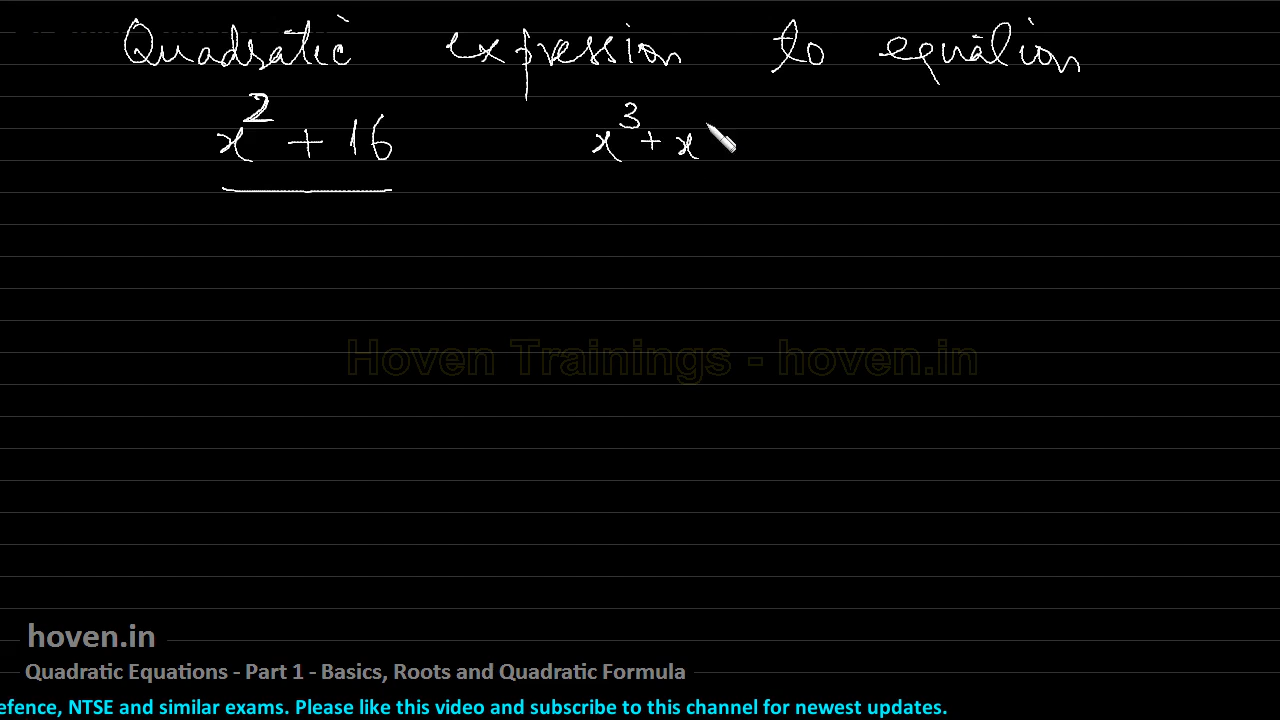 Quadratic expression to equation
x² + 16 x³ + x
Hoven Trainings - hoven.in
hoven.in
Quadratic Equations - Part 1 - Basics, Roots and Quadratic Formula
efence, NTSE and similar exams. Please like this video and subscribe to this channel for newest updates.